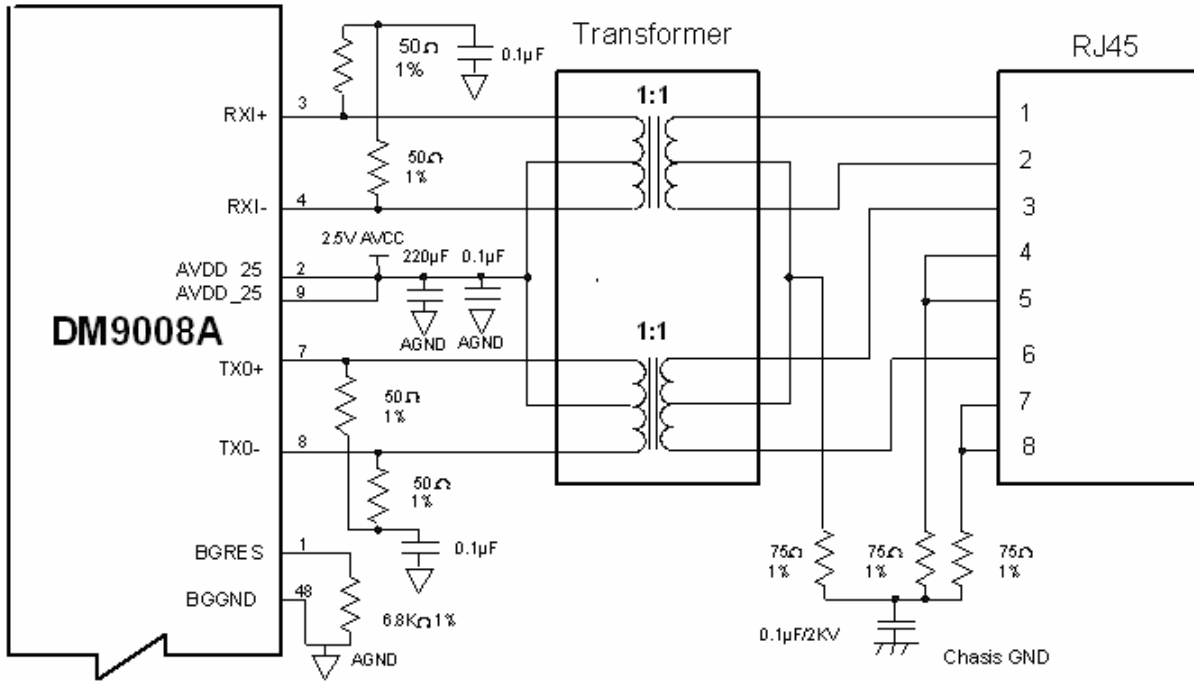 Transformer
RJ45
50Ω
1%
0.1µF
1:1
RXI+
3
1
50Ω
1%
2
RXI-
4
3
2.5V AVCC
4
220µF
0.1µF
AVDD_25
2
AVDD_25
9
5
DM9008A
AGND
AGND
1:1
TX0+
7
6
50Ω
1%
7
TX0-
8
8
50Ω
1%
BGRES
1
0.1µF
75Ω
1%
75Ω
1%
75Ω
1%
BGGND
48
6.8KΩ 1%
0.1µF/2KV
AGND
Chasis GND